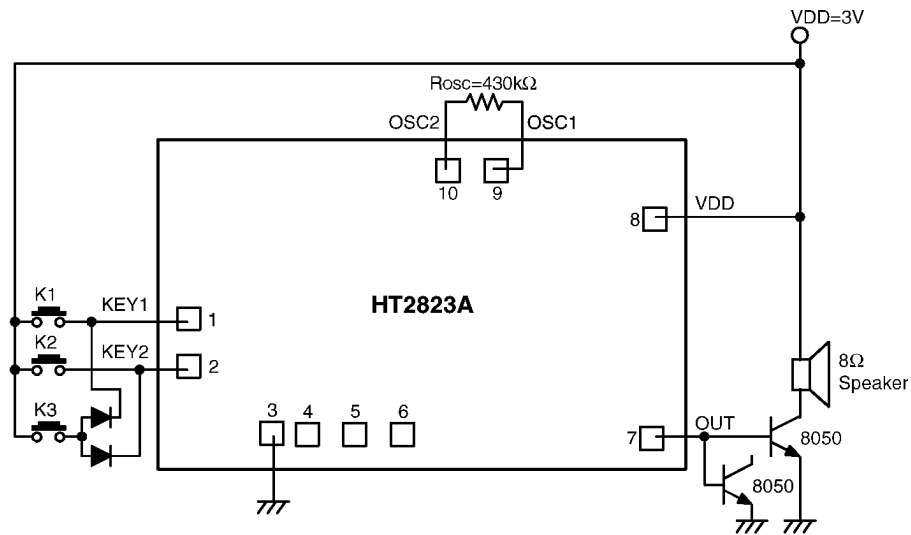 VDD=3V
Rosc=430kΩ
OSC2
OSC1
10
9
8
VDD
HT2823A
K1
KEY1
1
K2
KEY2
2
8Ω
Speaker
K3
3
4
5
6
7
OUT
8050
8050